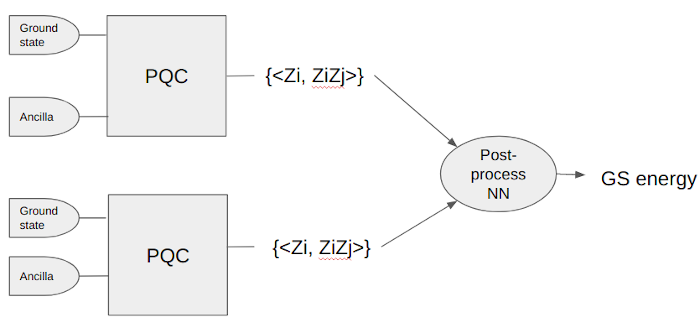 Ground
state
PQC
{<Zi, ZiZj>}
Ancilla
Post-
process
NN
GS energy
Ground
state
PQC
{<Zi, ZiZj>}
Ancilla